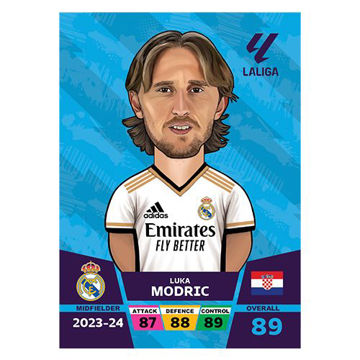 LALIGA
adidas
Emirates
FLY BETTER
LUKA
MODRIC
MIDFIELDER
2023-24
ATTACK
87
DEFENCE
88
CONTROL
89
OVERALL
89